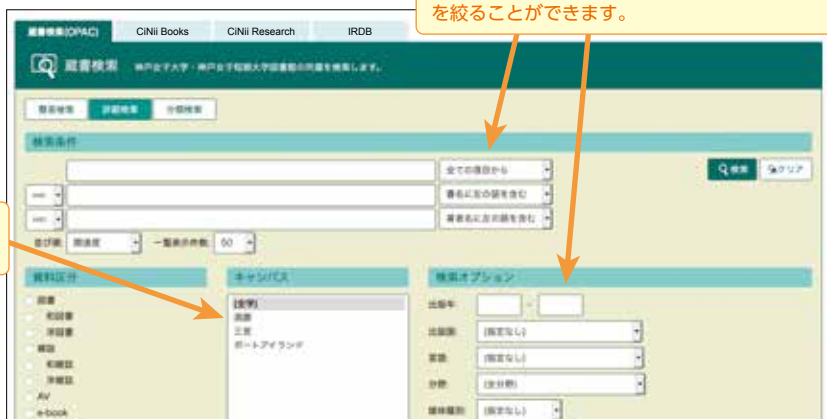 を絞ることができます。
蔵書検索(OPAC)
CiNii Books
CiNii Research
IRDB
蔵書検索 神戸女子大学・神戸女子短期大学図書館の所蔵を検索します。
簡易検索
詳細検索
分類検索
検索条件
全ての項目から
検索
クリア
and
書名に左の語を含む
and
著者名に左の語を含む
並び順: 関連度
一覧表示件数: 50
資料区分
キャンパス
検索オプション
図書
和図書
洋図書
雑誌
和雑誌
洋雑誌
AV
e-book
(全学)
須磨
三宮
ポートアイランド
出版年: -
出版国: (指定なし)
言語: (指定なし)
分野: (全分野)
媒体種別: (指定なし)